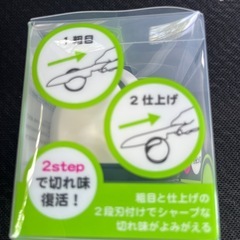 1 粗目
2 仕上げ
2step
で切れ味
復活！
粗目と仕上げの
2段刃付けでシャープな
切れ味がよみがえる